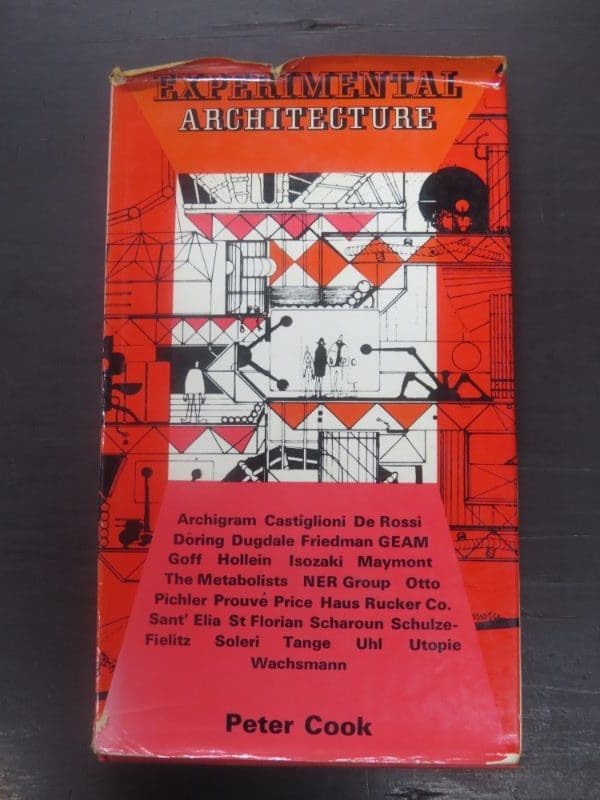 EXPERIMENTAL
ARCHITECTURE
Archigram Castiglioni De Rossi
Döring Dugdale Friedman GEAM
Goff Hollein Isozaki Maymont
The Metabolists NER Group Otto
Pichler Prouvé Price Haus Rucker Co.
Sant' Elia St Florian Scharoun Schulze-
Fielitz Soleri Tange Uhl Utopie
Wachsmann
Peter Cook